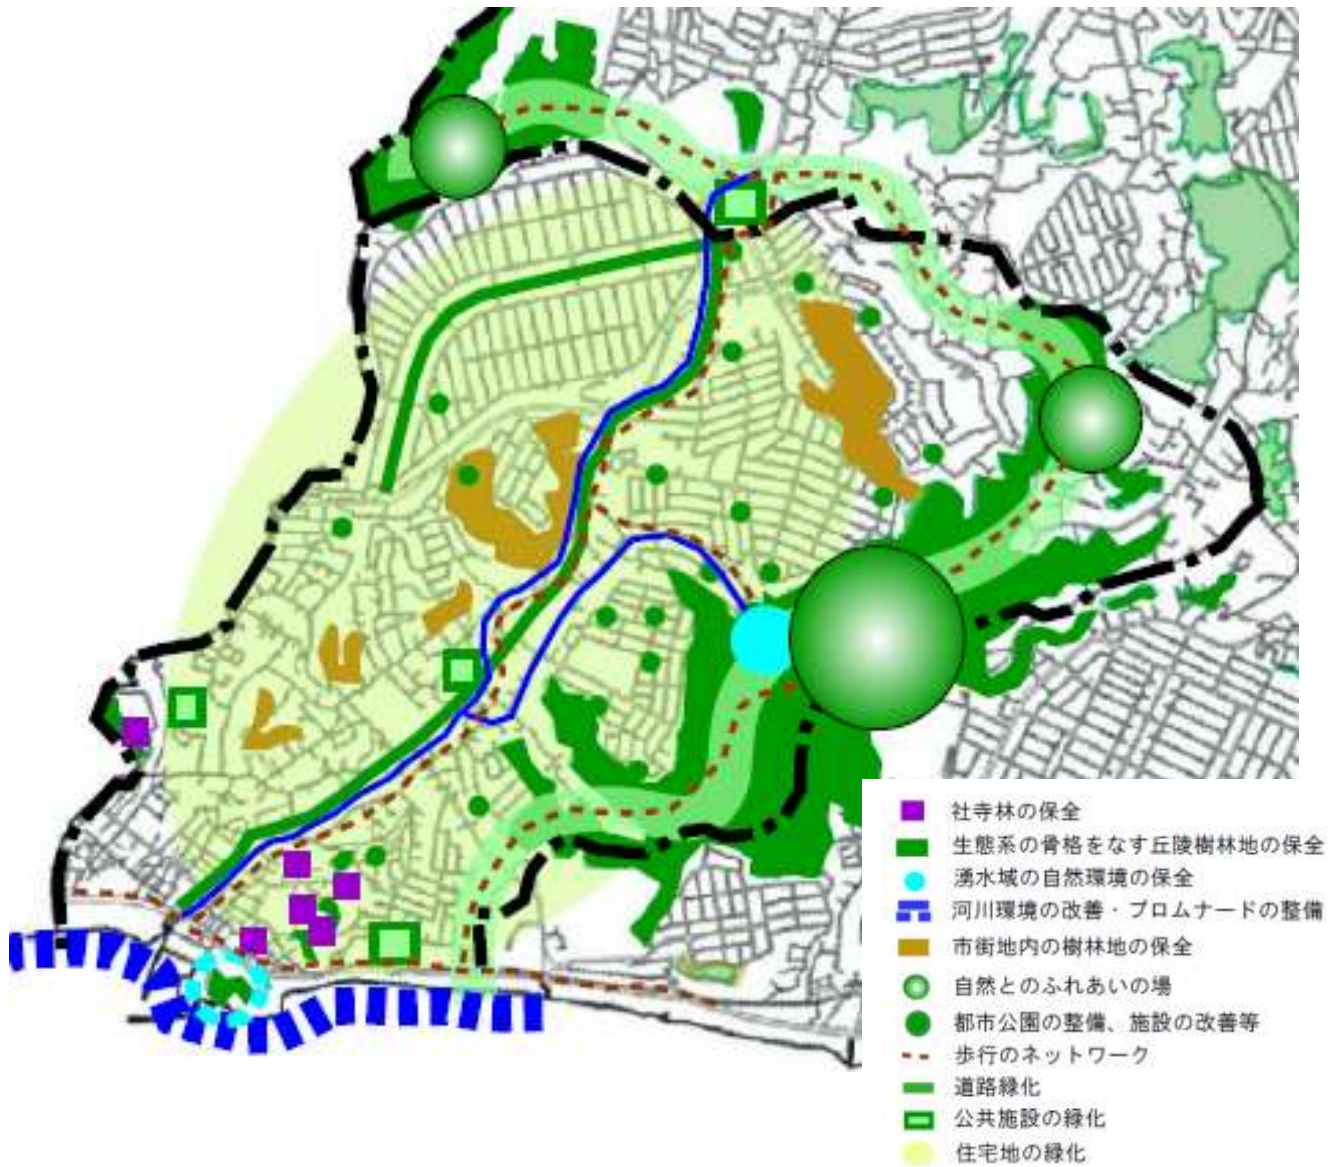 社寺林の保全
生態系の骨格をなす丘陵樹林地の保全
湧水域の自然環境の保全
河川環境の改善・プロムナードの整備
市街地内の樹林地の保全
自然とのふれあいの場
都市公園の整備、施設の改善等
歩行のネットワーク
道路緑化
公共施設の緑化
住宅地の緑化